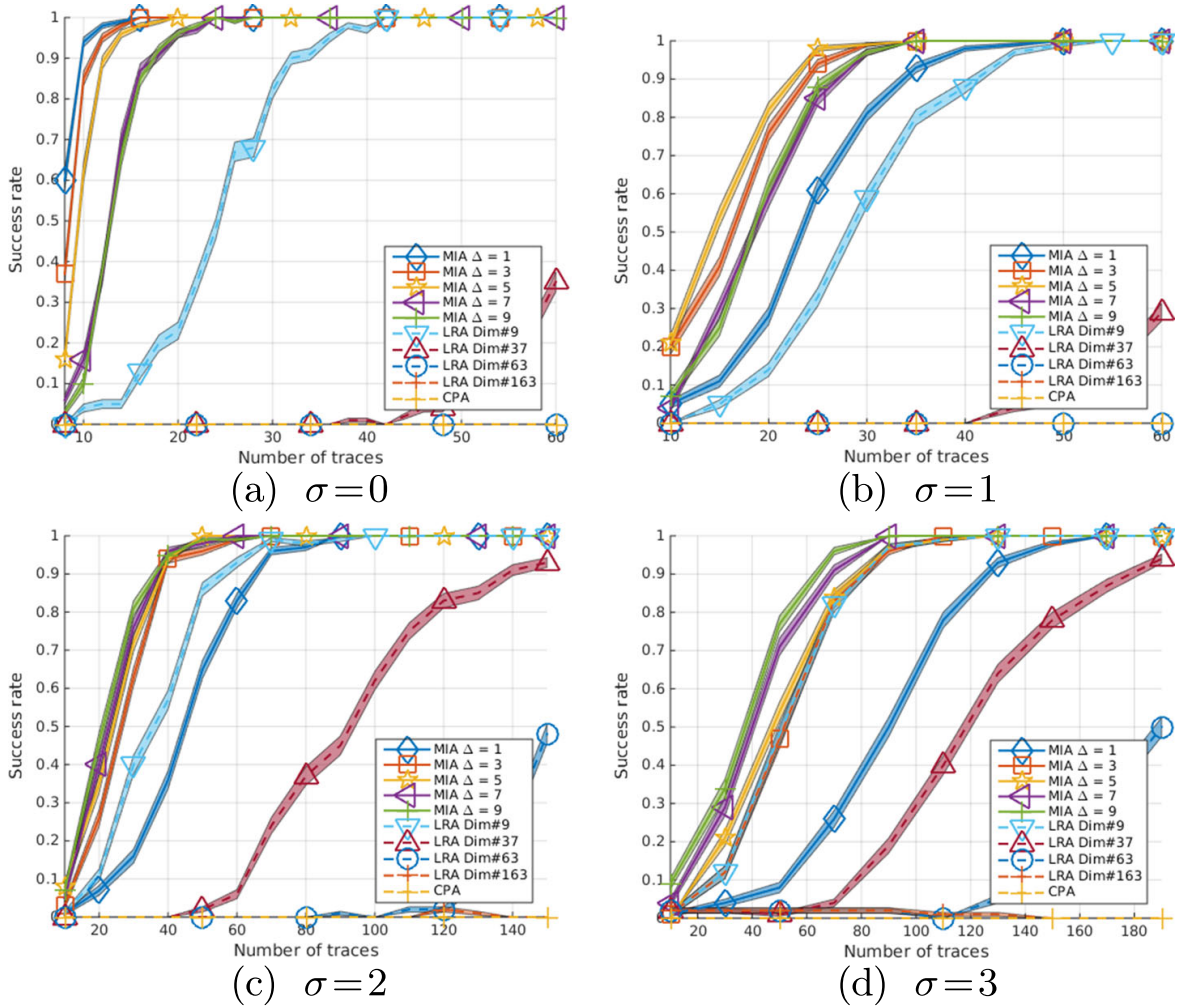 1
0.9
0.8
0.7
0.6
0.5
0.4
0.3
0.2
0.1
0
Success rate
10 20 30 40 50 60
Number of traces
MIA Δ = 1
MIA Δ = 3
MIA Δ = 5
MIA Δ = 7
MIA Δ = 9
LRA Dim#9
LRA Dim#37
LRA Dim#63
LRA Dim#163
CPA
(a) σ=0
1
0.9
0.8
0.7
0.6
0.5
0.4
0.3
0.2
0.1
0
Success rate
10 20 30 40 50 60
Number of traces
MIA Δ = 1
MIA Δ = 3
MIA Δ = 5
MIA Δ = 7
MIA Δ = 9
LRA Dim#9
LRA Dim#37
LRA Dim#63
LRA Dim#163
CPA
(b) σ=1
1
0.9
0.8
0.7
0.6
0.5
0.4
0.3
0.2
0.1
0
Success rate
20 40 60 80 100 120 140
Number of traces
MIA Δ = 1
MIA Δ = 3
MIA Δ = 5
MIA Δ = 7
MIA Δ = 9
LRA Dim#9
LRA Dim#37
LRA Dim#63
LRA Dim#163
CPA
(c) σ=2
1
0.9
0.8
0.7
0.6
0.5
0.4
0.3
0.2
0.1
0
Success rate
20 40 60 80 100 120 140 160 180
Number of traces
MIA Δ = 1
MIA Δ = 3
MIA Δ = 5
MIA Δ = 7
MIA Δ = 9
LRA Dim#9
LRA Dim#37
LRA Dim#63
LRA Dim#163
CPA
(d) σ=3